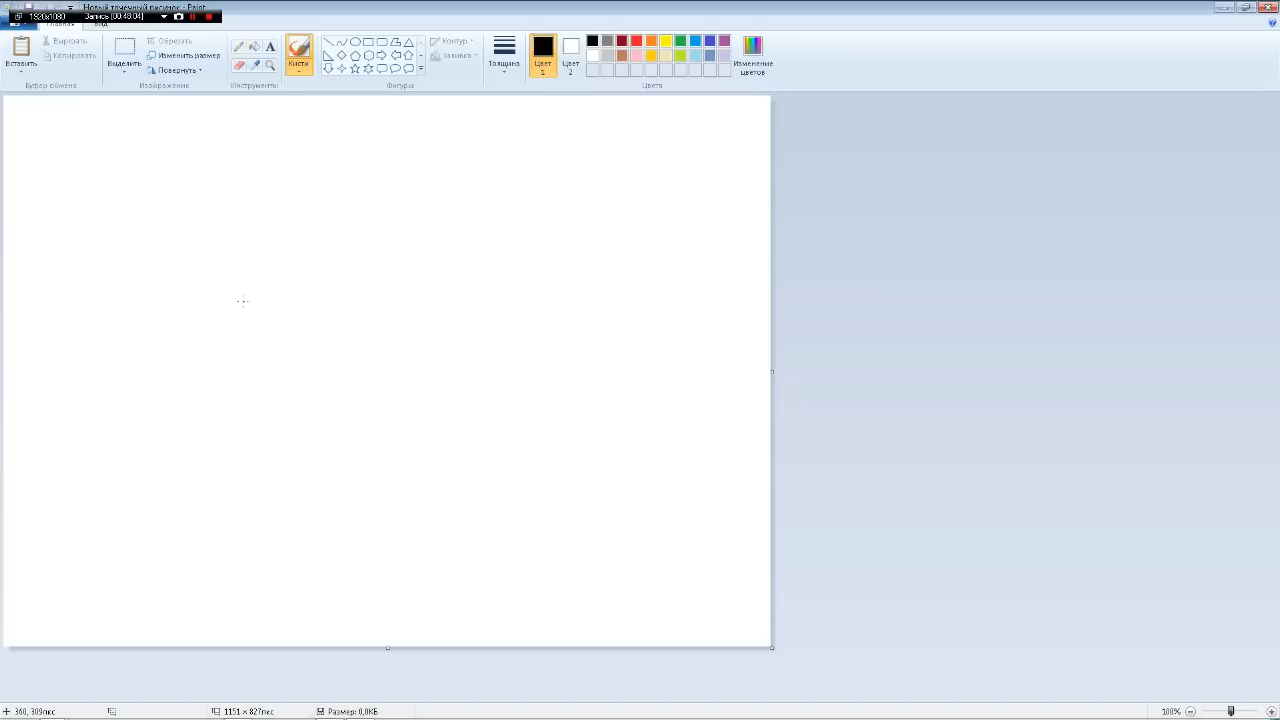 Новый точечный рисунок - Paint
1920x1080 Запись [00:48:04]
Главная Вид
Вставить
Вырезать
Копировать
Буфер обмена
Выделить
Обрезать
Изменить размер
Повернуть
Изображение
A
Инструменты
Кисти
Контур
Заливка
Фигуры
Толщина
Цвет 1
Цвет 2
Изменение цветов
Цвета
360, 309пкс
1151 × 827пкс
Размер: 0,0КБ
100%